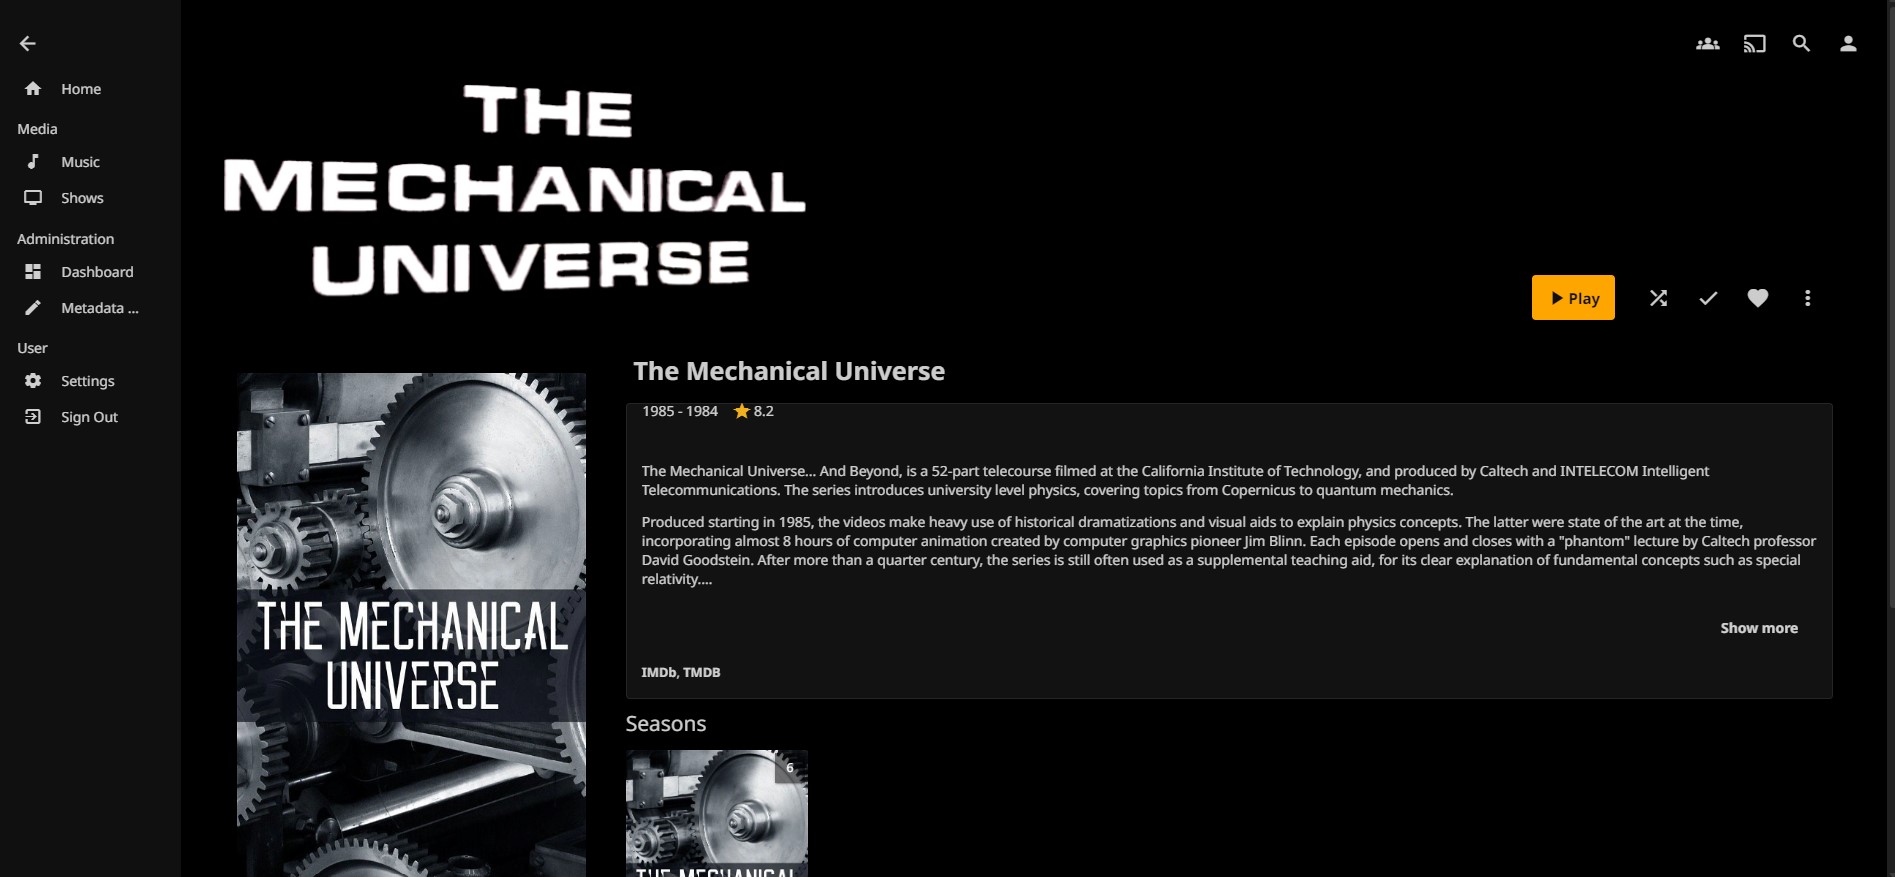 Home
Media
Music
Shows
Administration
Dashboard
Metadata ...
User
Settings
Sign Out
THE
MECHANICAL
UNIVERSE
Play
THE MECHANICAL
UNIVERSE
The Mechanical Universe
1985 - 1984 8.2
The Mechanical Universe... And Beyond, is a 52-part telecourse filmed at the California Institute of Technology, and produced by Caltech and INTELECOM Intelligent
Telecommunications. The series introduces university level physics, covering topics from Copernicus to quantum mechanics.
Produced starting in 1985, the videos make heavy use of historical dramatizations and visual aids to explain physics concepts. The latter were state of the art at the time,
incorporating almost 8 hours of computer animation created by computer graphics pioneer Jim Blinn. Each episode opens and closes with a "phantom" lecture by Caltech professor
David Goodstein. After more than a quarter century, the series is still often used as a supplemental teaching aid, for its clear explanation of fundamental concepts such as special
relativity....
Show more
IMDb, TMDB
Seasons
6
THE MECHANICAL